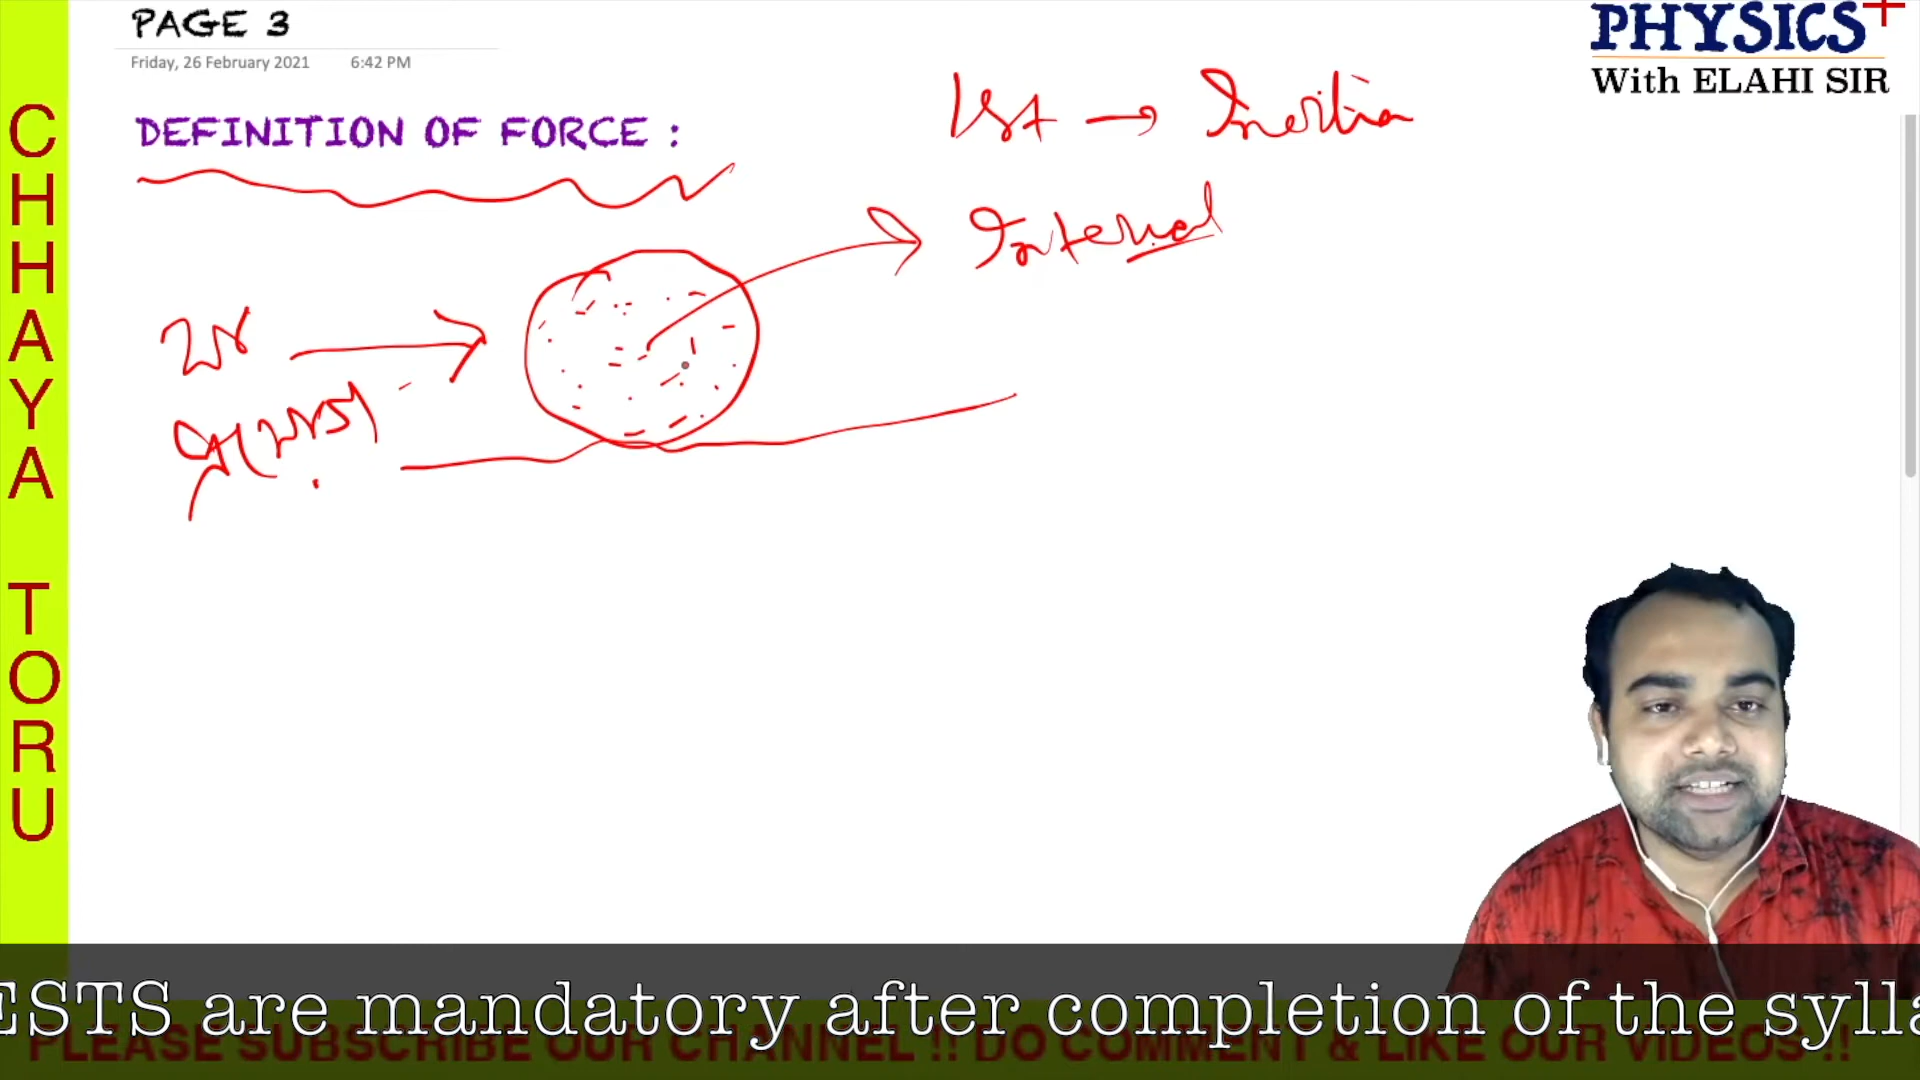 PAGE 3
Friday, 26 February 2021 6:42 PM
PHYSICS+
With ELAHI SIR
DEFINITION OF FORCE :
1st → Inertia
Internal
CHHAYA TORU
ESTS are mandatory after completion of the sylla
PLEASE SUBSCRIBE OUR CHANNEL !! DO COMMENT & LIKE OUR VIDEOS !!